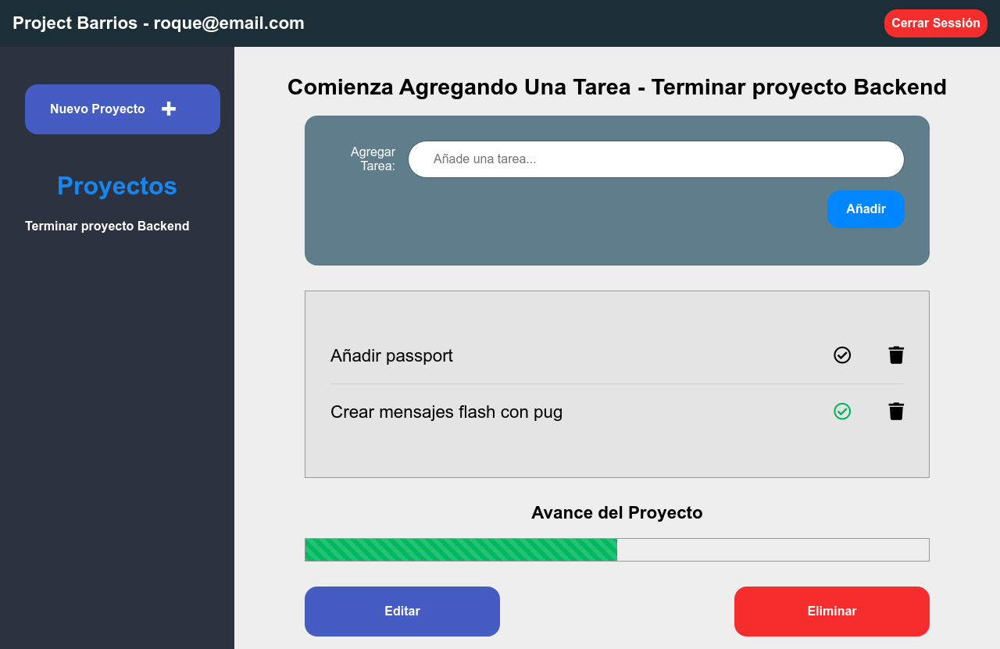 Project Barrios - roque@email.com
Cerrar Sessión
Nuevo Proyecto
Proyectos
Terminar proyecto Backend
Comienza Agregando Una Tarea - Terminar proyecto Backend
Agregar
Tarea:
Añade una tarea...
Añadir
Añadir passport
Crear mensajes flash con pug
Avance del Proyecto
Editar
Eliminar